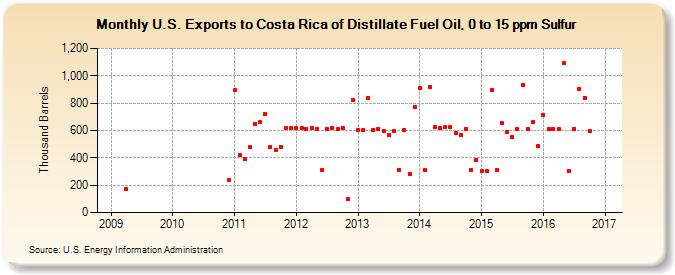 Monthly U.S. Exports to Costa Rica of Distillate Fuel Oil, 0 to 15 ppm Sulfur
Thousand Barrels
1,200
1,000
800
600
400
200
0
2009 2010 2011 2012 2013 2014 2015 2016 2017
Source: U.S. Energy Information Administration